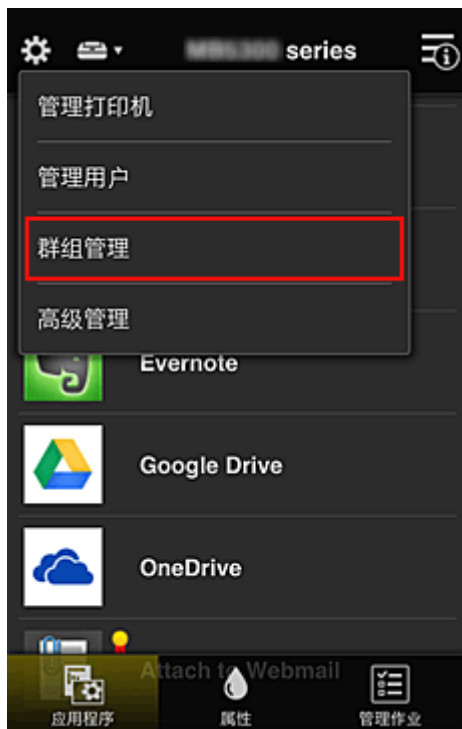 series
管理打印机
管理用户
群组管理
高级管理
Evernote
Google Drive
OneDrive
Attach to Webmail
应用程序
属性
管理作业